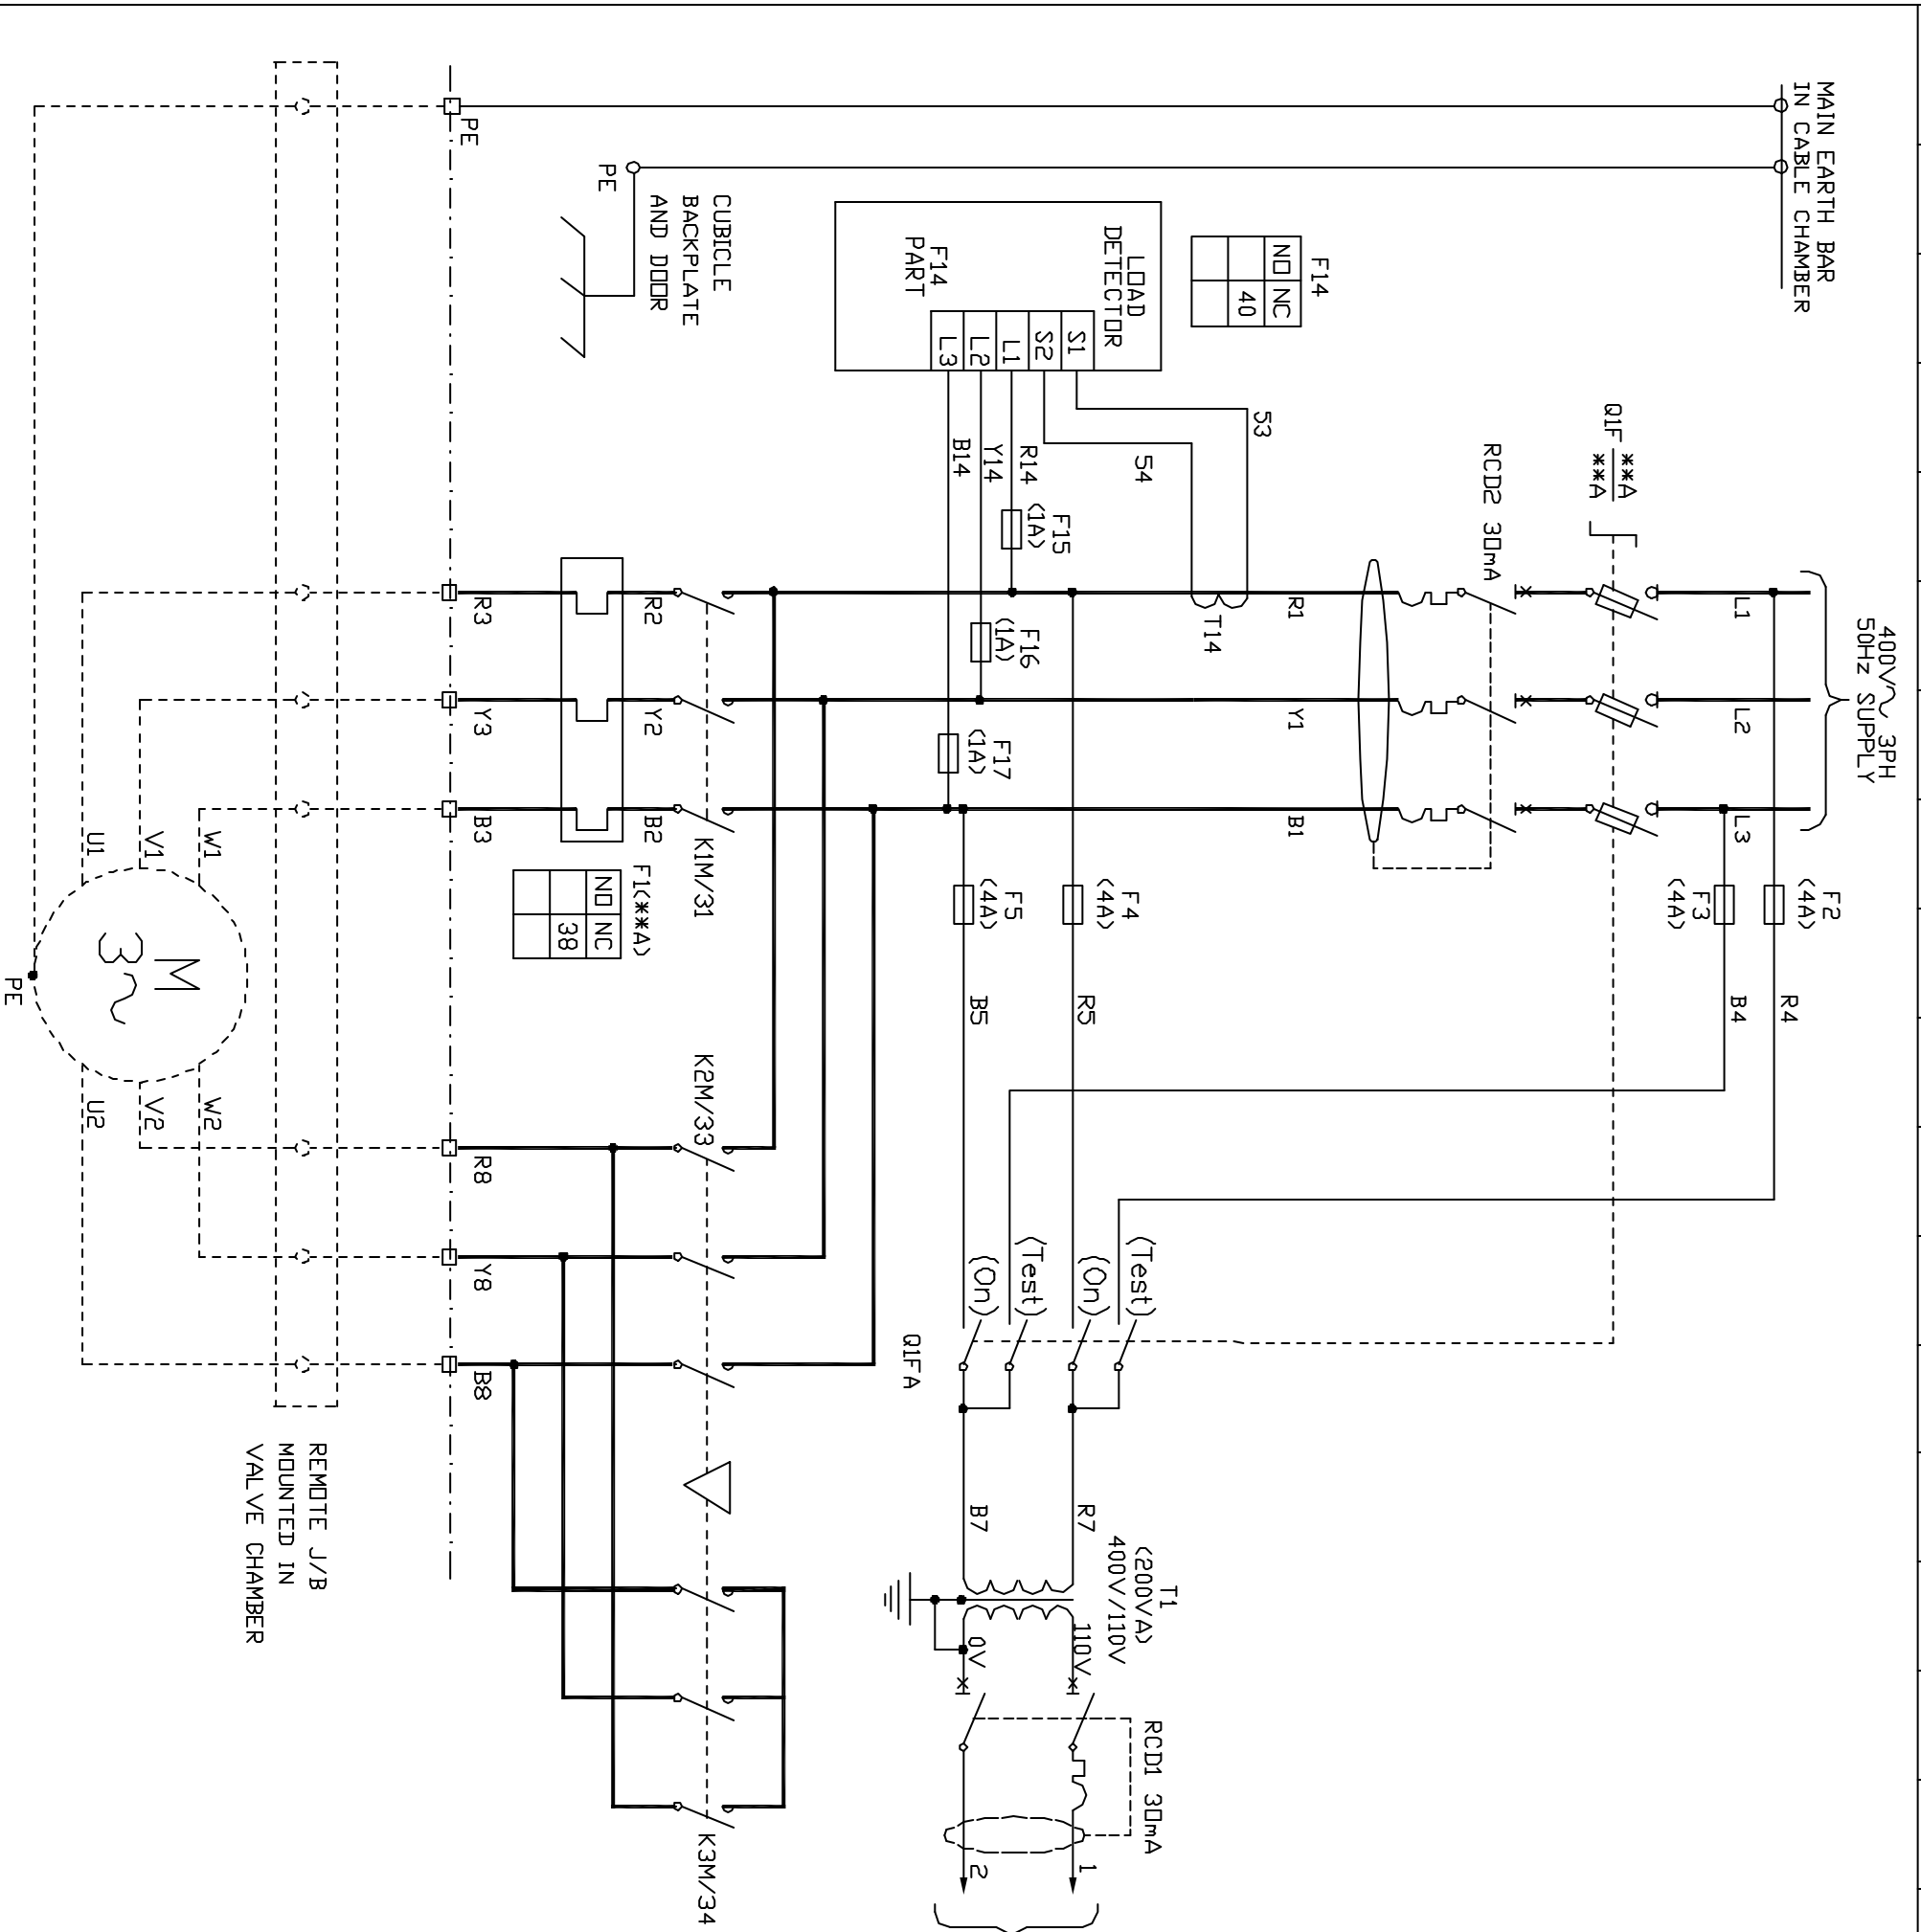 MAIN EARTH BAR
IN CABLE CHAMBER
400V 3PH
50Hz SUPPLY
L1
L2
L3
F2
(4A)
F3
(4A)
R4
B4
Q1F
**A
**A
RCD2 30mA
R1
Y1
B1
T14
53
54
F14
NO NC
40
LOAD
DETECTOR
F14
PART
S1
S2
L1
L2
L3
R14
Y14
B14
F15
(1A)
F16
(1A)
F17
(1A)
F4
(4A)
F5
(4A)
R5
B5
(Test)
(On)
(Test)
(On)
Q1FA
R7
B7
T1
(200VA)
400V/110V
110V
0V
RCD1 30mA
1
2
CUBICLE
BACKPLATE
AND DOOR
PE
K1M/31
K2M/33
K3M/34
R2
Y2
B2
F1(**A)
NO NC
38
PE
R3
Y3
B3
R8
Y8
B8
REMOTE J/B
MOUNTED IN
VALVE CHAMBER
W1
V1
U1
M
3~
W2
V2
U2
PE